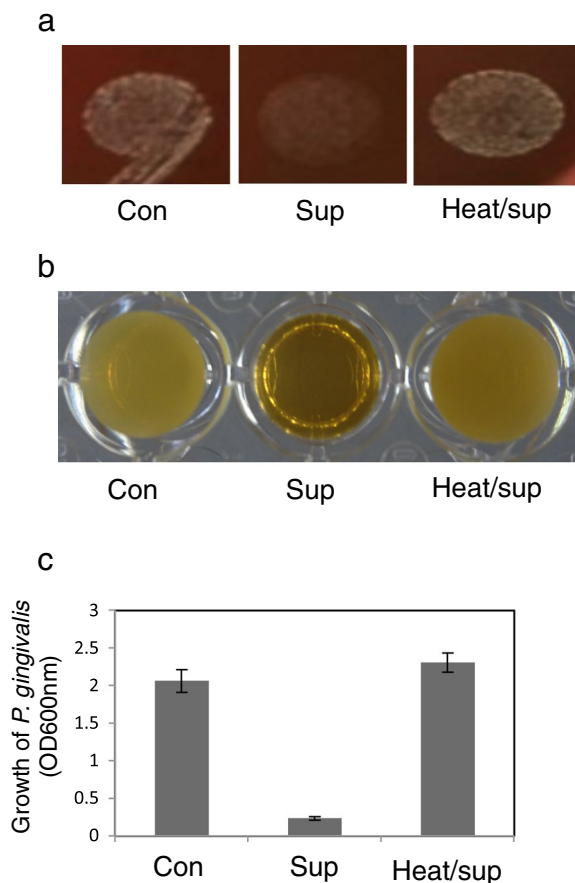 a
Con Sup Heat/sup
b
Con Sup Heat/sup
c
Growth of P. gingivalis
(OD600nm)
3
2.5
2
1.5
1
0.5
0
Con Sup Heat/sup